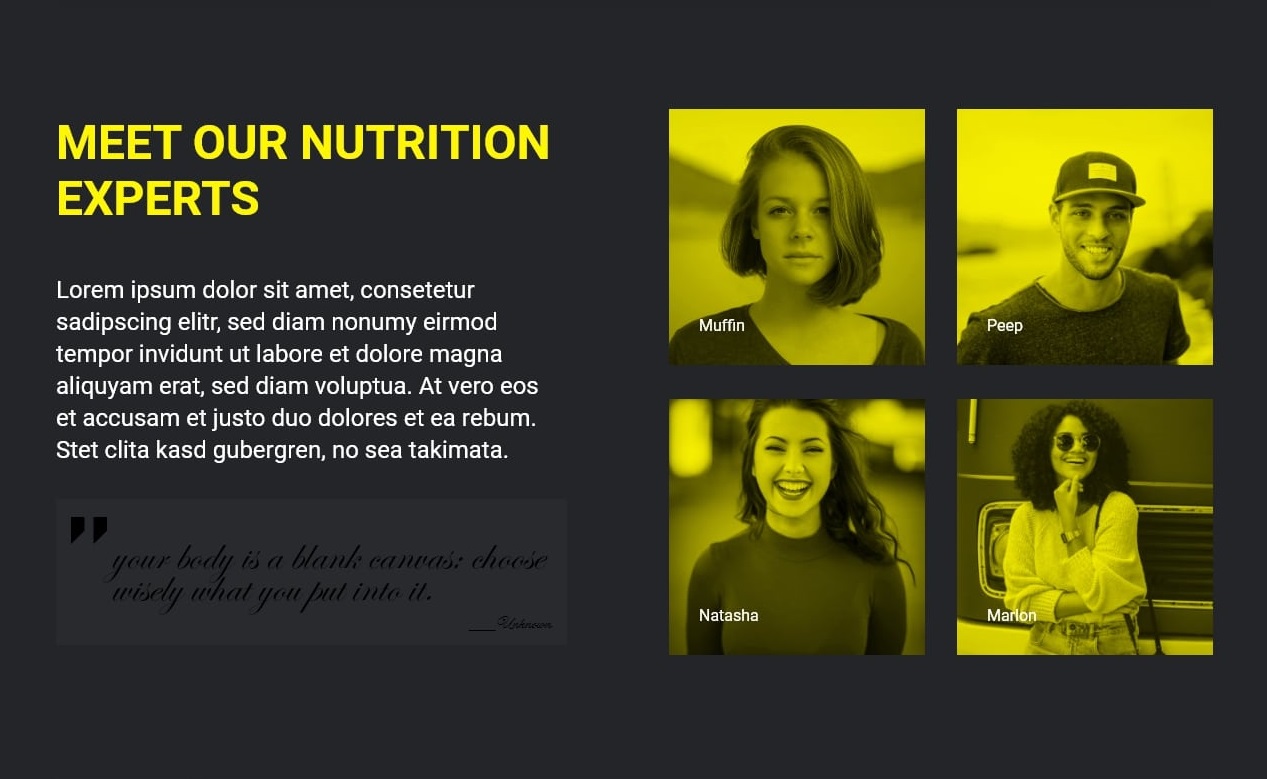 MEET OUR NUTRITION
EXPERTS
Lorem ipsum dolor sit amet, consetetur
sadipscing elitr, sed diam nonumy eirmod
tempor invidunt ut labore et dolore magna
aliquyam erat, sed diam voluptua. At vero eos
et accusam et justo duo dolores et ea rebum.
Stet clita kasd gubergren, no sea takimata.
" your body is a blank canvas: choose
wisely what you put into it.
___Unknown
Muffin
Peep
Natasha
Marlon